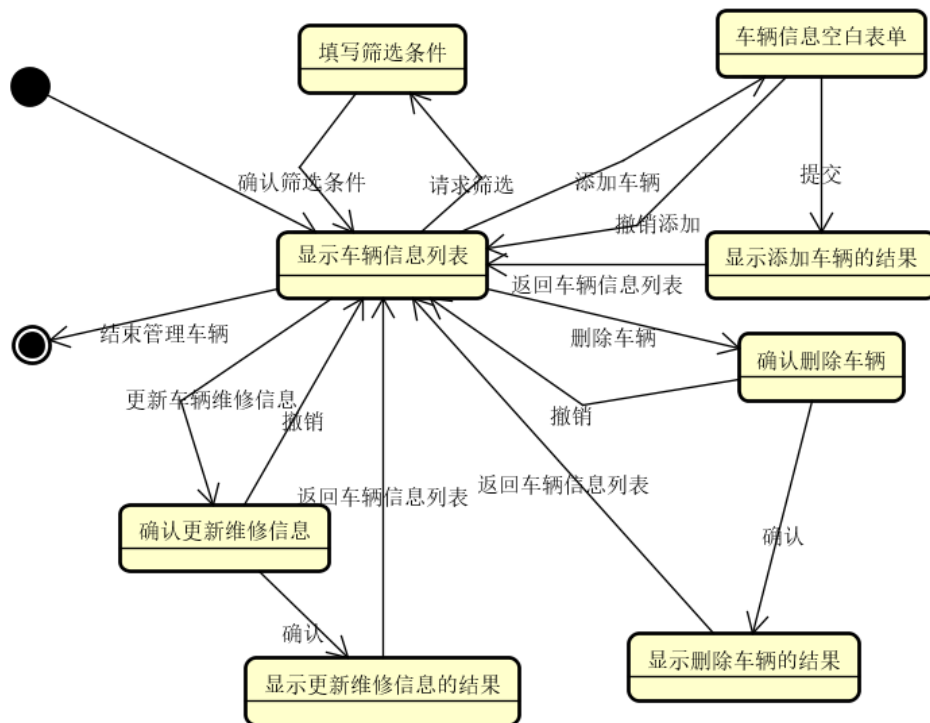 填写筛选条件
车辆信息空白表单
确认筛选条件
请求筛选
添加车辆
提交
撤销添加
显示车辆信息列表
显示添加车辆的结果
返回车辆信息列表
结束管理车辆
删除车辆
确认删除车辆
更新车辆维修信息
撤销
撤销
返回车辆信息列表
返回车辆信息列表
确认更新维修信息
确认
确认
显示更新维修信息的结果
显示删除车辆的结果